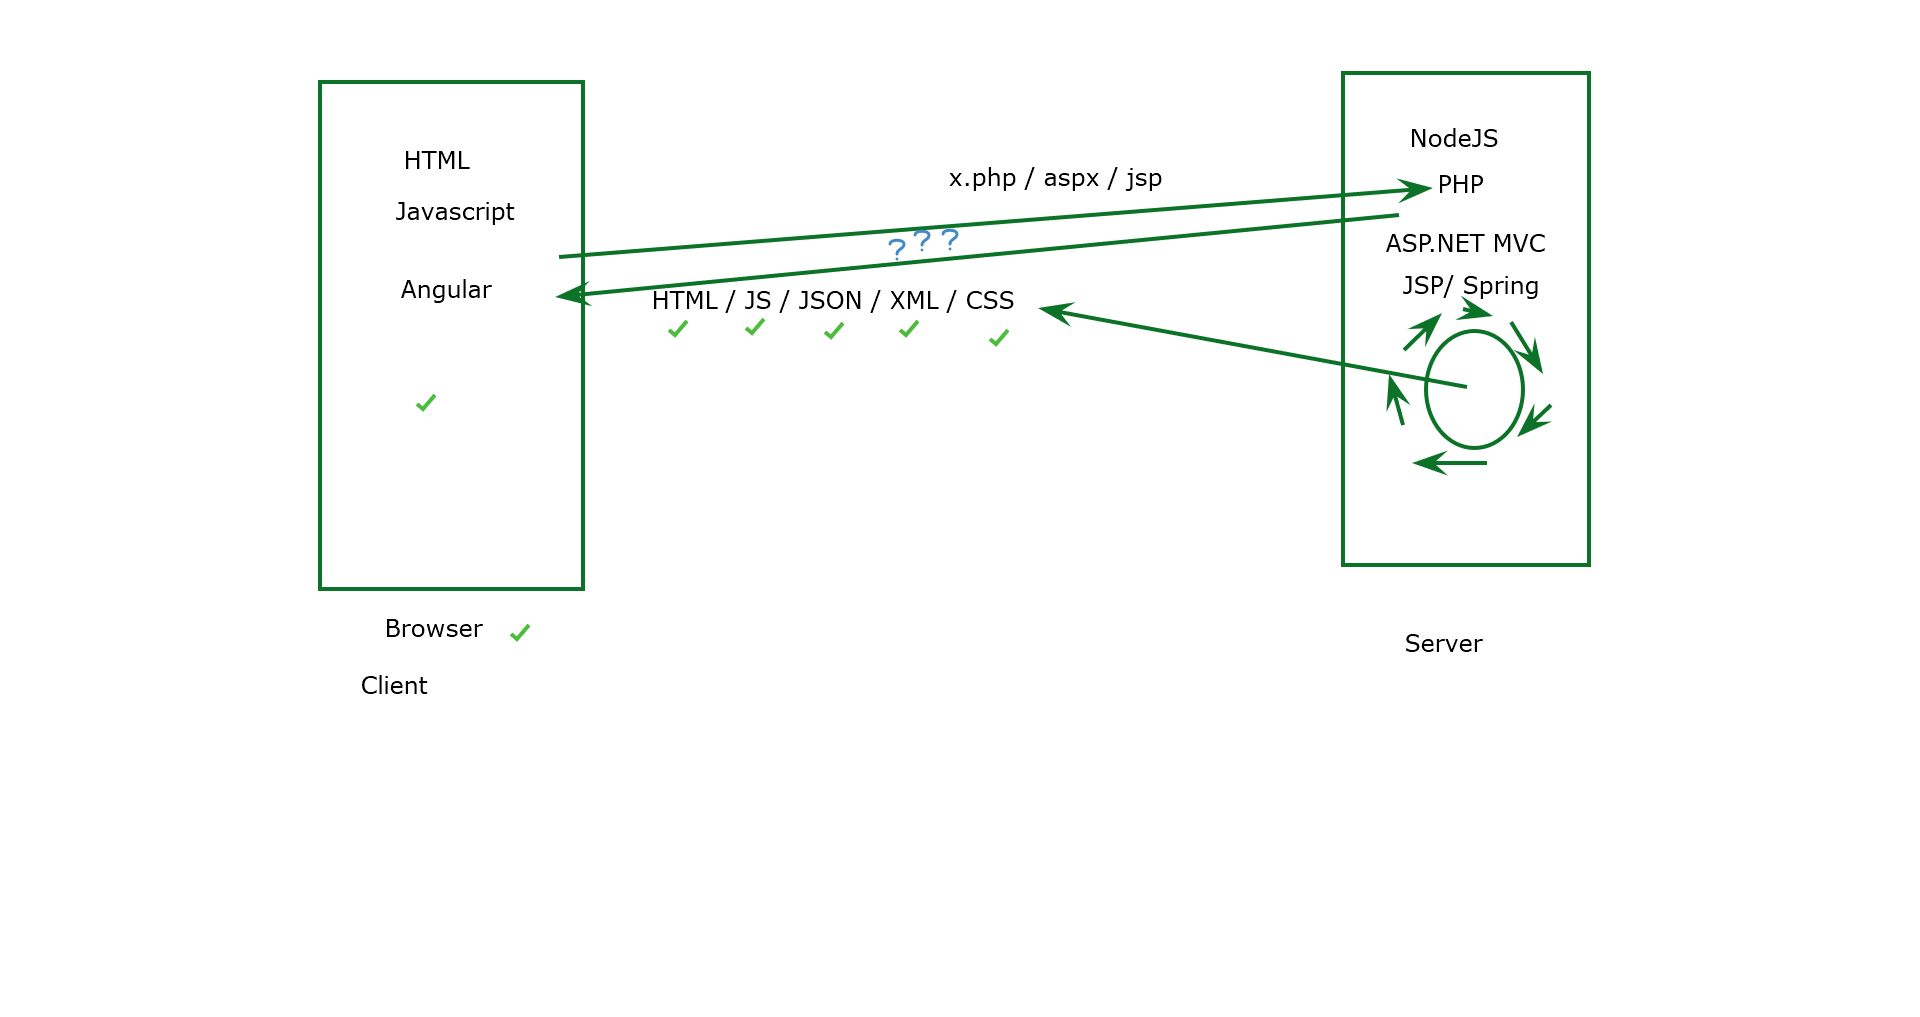 HTML
Javascript
Angular
Browser
Client
x.php / aspx / jsp
? ? ?
HTML / JS / JSON / XML / CSS
NodeJS
PHP
ASP.NET MVC
JSP/ Spring
Server